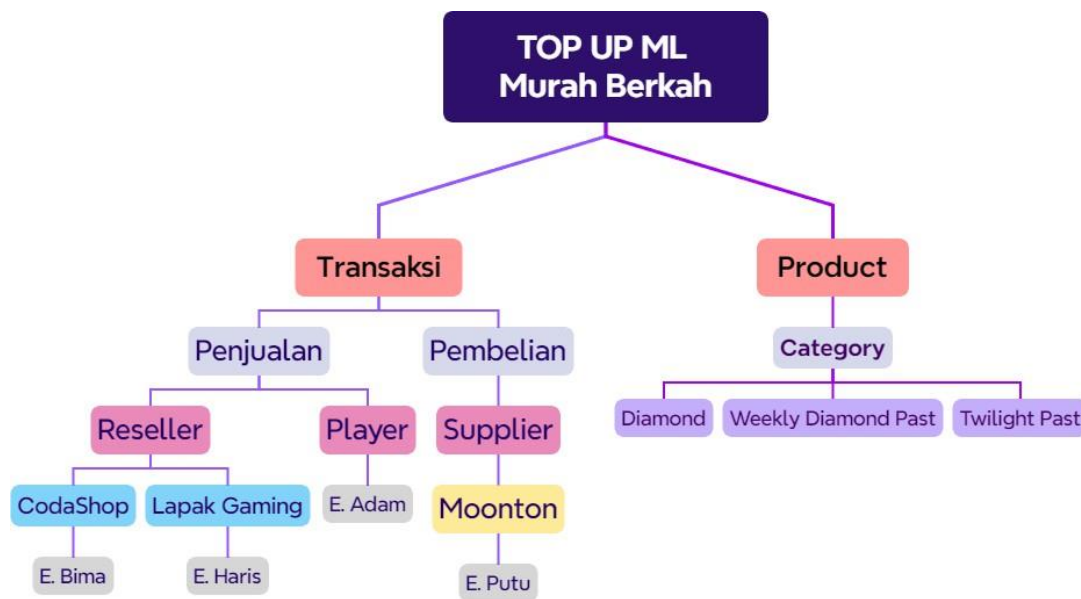 TOP UP ML
Murah Berkah
Transaksi
Product
Penjualan
Pembelian
Category
Reseller
Player
Supplier
Diamond
Weekly Diamond Past
Twilight Past
CodaShop
Lapak Gaming
E. Adam
Moonton
E. Bima
E. Haris
E. Putu